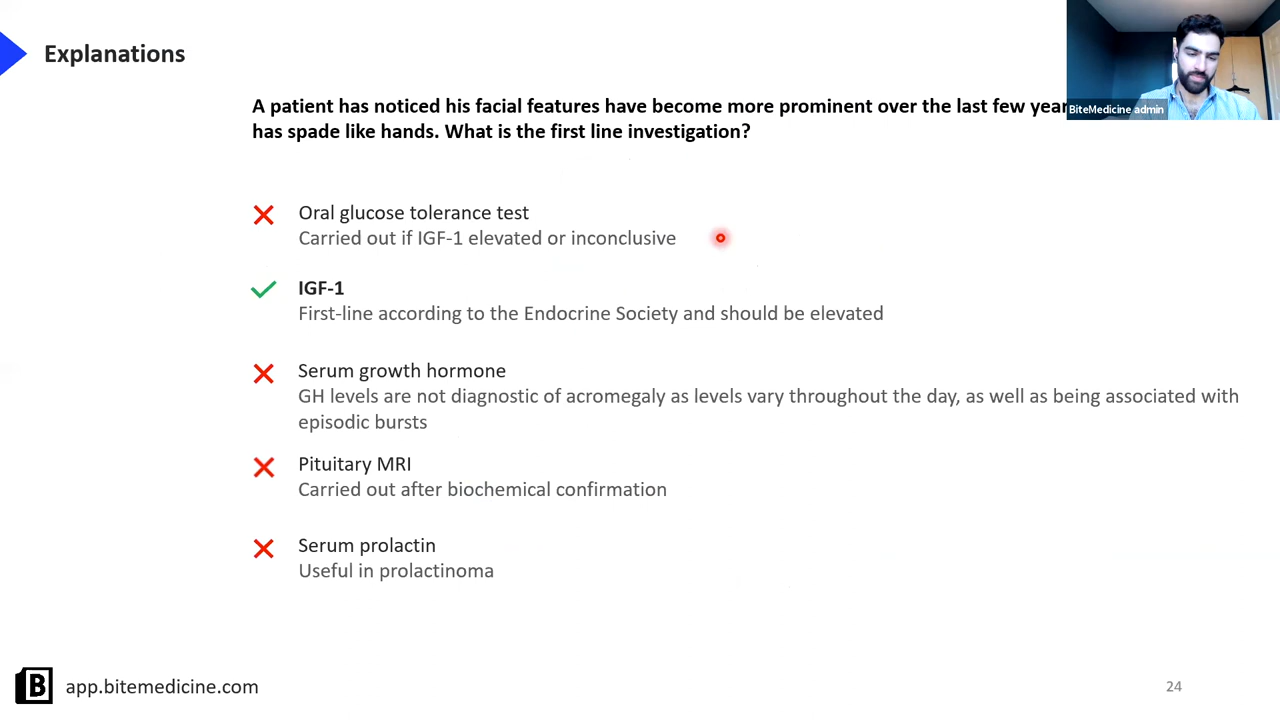 Explanations
A patient has noticed his facial features have become more prominent over the last few year
has spade like hands. What is the first line investigation?
BiteMedicine admin
Oral glucose tolerance test
Carried out if IGF-1 elevated or inconclusive
IGF-1
First-line according to the Endocrine Society and should be elevated
Serum growth hormone
GH levels are not diagnostic of acromegaly as levels vary throughout the day, as well as being associated with
episodic bursts
Pituitary MRI
Carried out after biochemical confirmation
Serum prolactin
Useful in prolactinoma
B app.bitemedicine.com
24